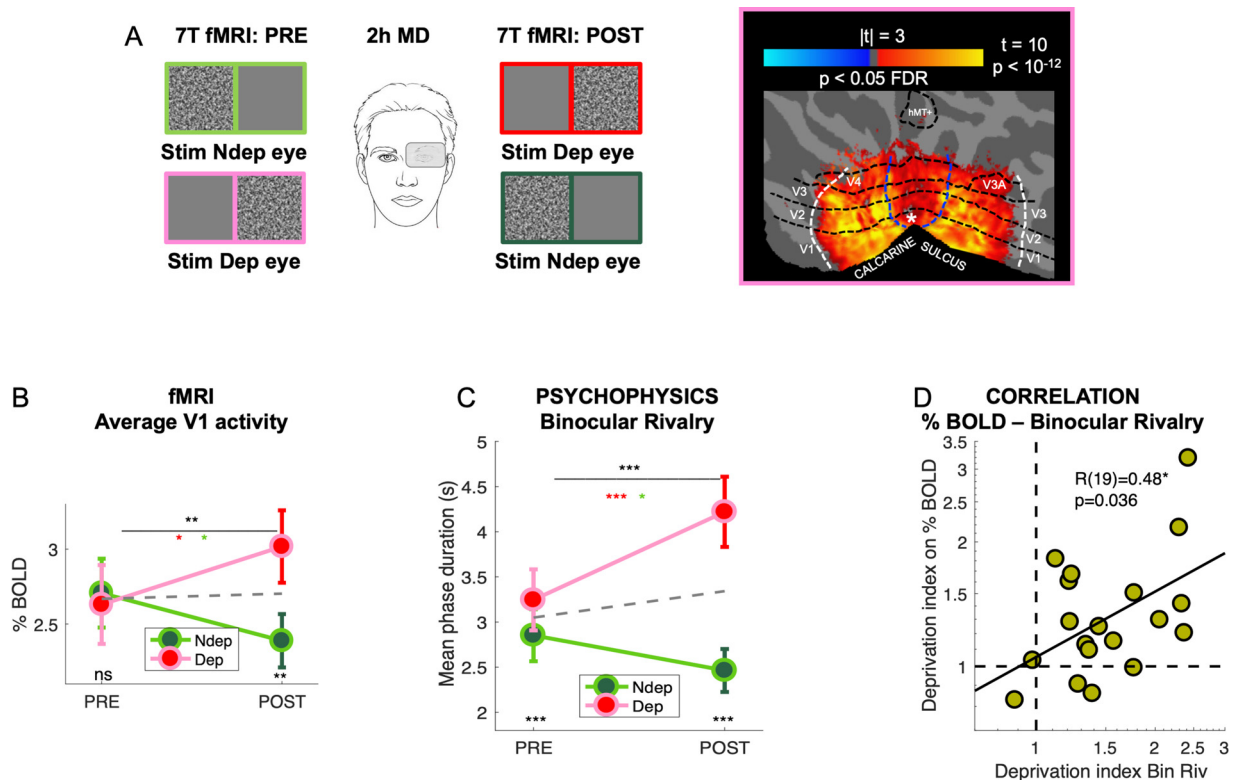 A
7T fMRI: PRE
2h MD
7T fMRI: POST
Stim Ndep eye
Stim Dep eye
Stim Dep eye
Stim Ndep eye
|t| = 3
t = 10
p < 10-12
p < 0.05 FDR
hMT+
V3
V4
V3A
V2
V3
V1
V2
V1
*
CALCARINE SULCUS
B
fMRI
Average V1 activity
% BOLD
3
2.5
**
* *
Ndep
Dep
ns
**
PRE
POST
C
PSYCHOPHYSICS
Binocular Rivalry
Mean phase duration (s)
5
4.5
4
3.5
3
2.5
2
***
*** *
Ndep
Dep
***
***
PRE
POST
D
CORRELATION
% BOLD – Binocular Rivalry
Deprivation index on % BOLD
3.5
3
2.5
2
1.5
1
R(19)=0.48*
p=0.036
1
1.5
2
2.5
3
Deprivation index Bin Riv